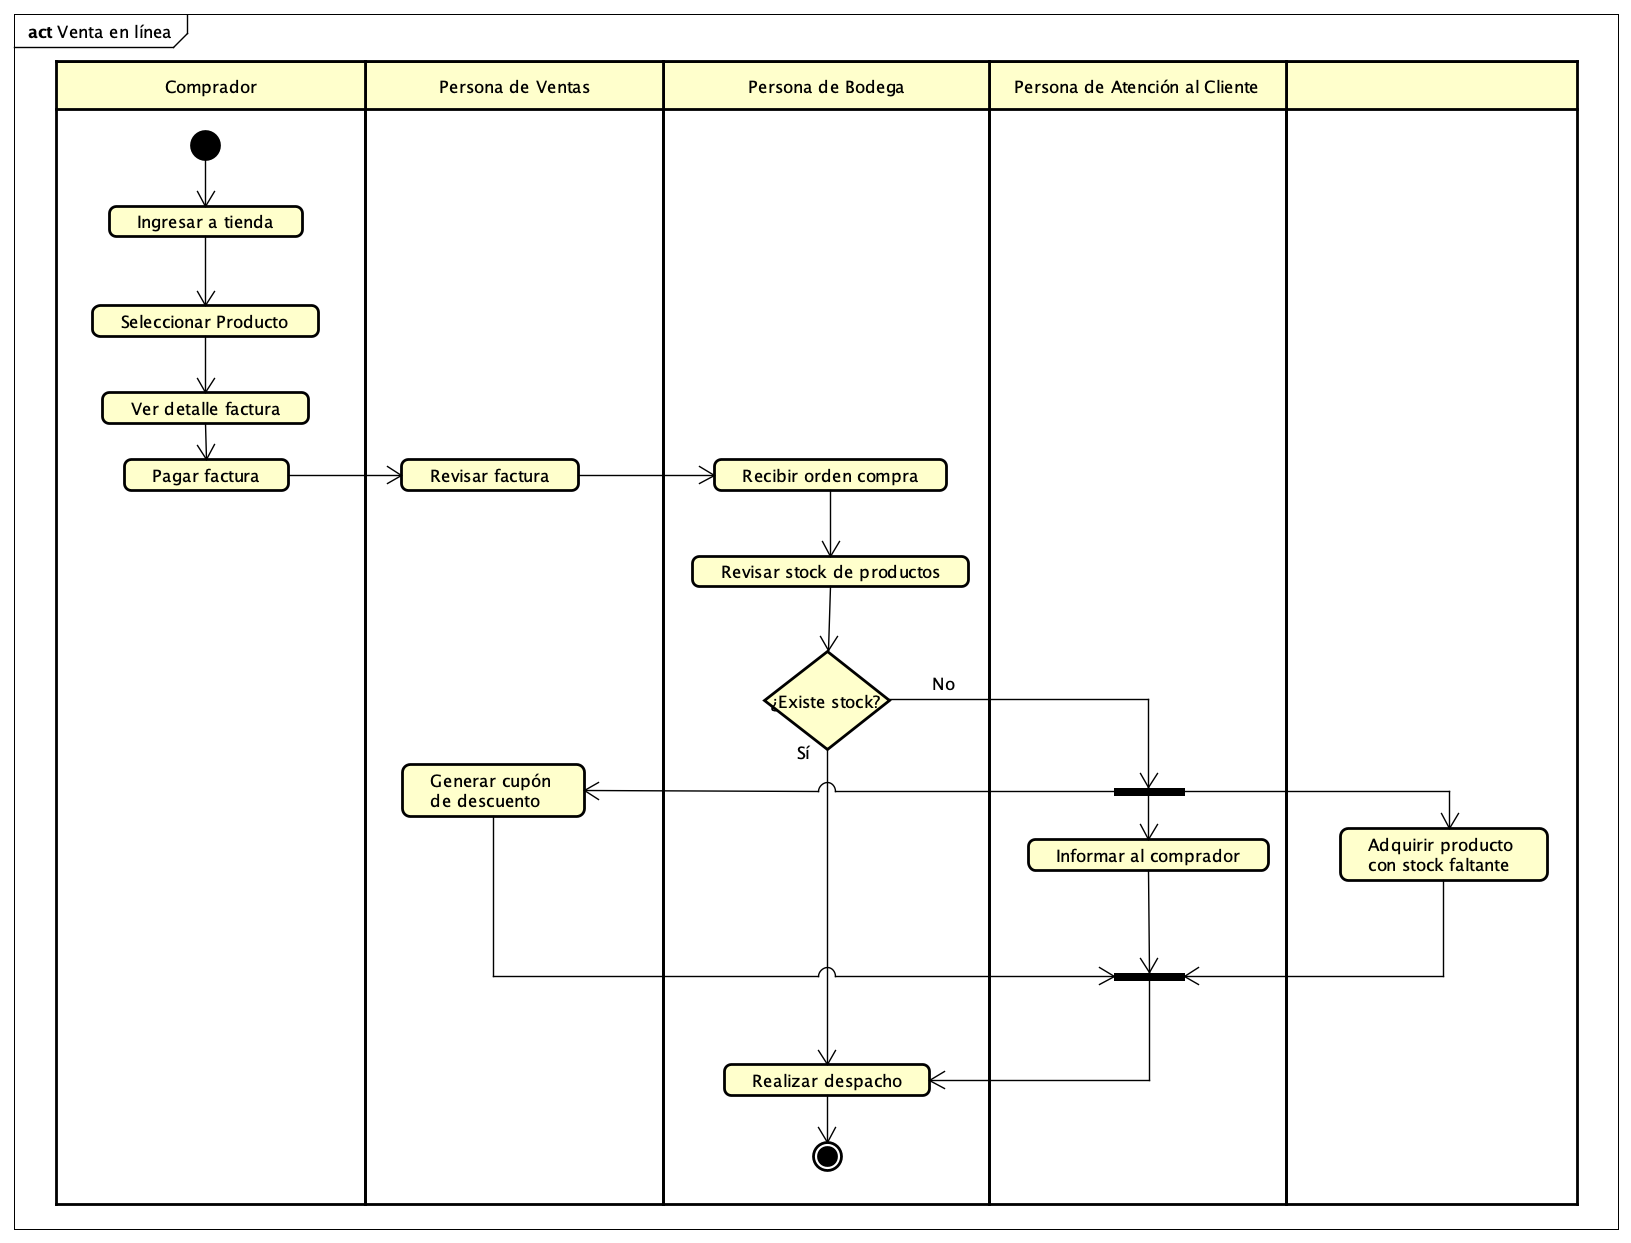 act Venta en línea
Comprador
Persona de Ventas
Persona de Bodega
Persona de Atención al Cliente
Ingresar a tienda
Seleccionar Producto
Ver detalle factura
Pagar factura
Revisar factura
Recibir orden compra
Revisar stock de productos
¿Existe stock?
No
Sí
Generar cupón
de descuento
Informar al comprador
Adquirir producto
con stock faltante
Realizar despacho